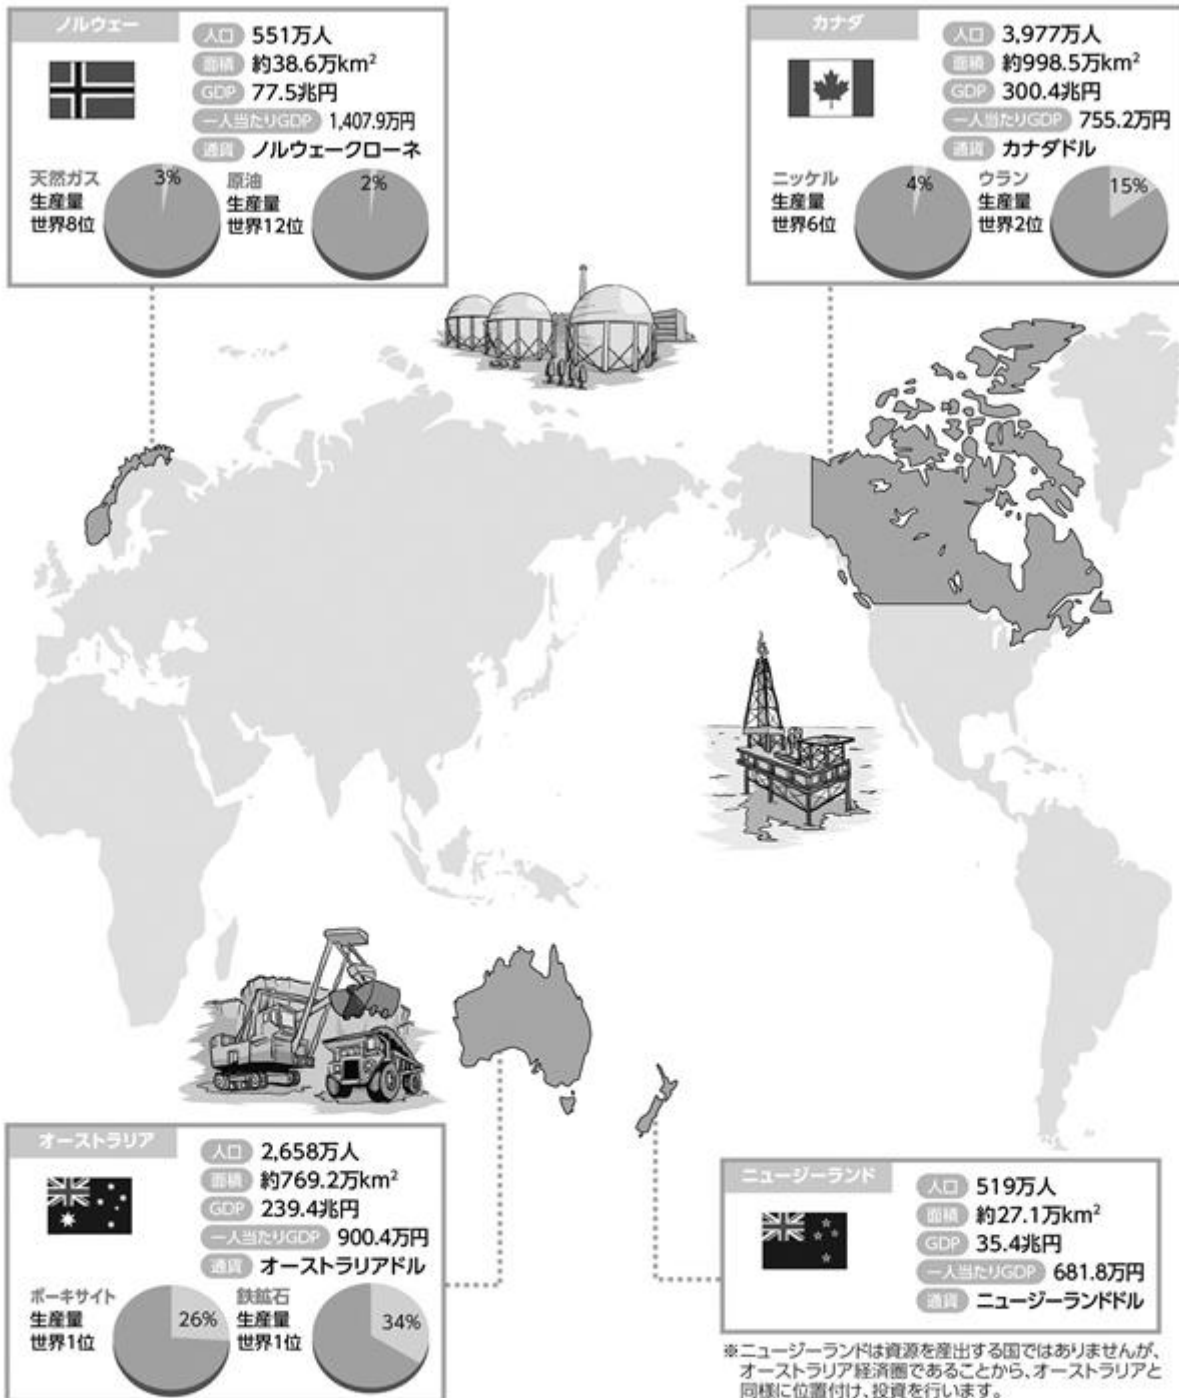 ノルウェー
人口 551万人
面積 約38.6万km²
GDP 77.5兆円
一人当たりGDP 1,407.9万円
通貨 ノルウェークローネ
天然ガス
生産量
世界8位
3%
原油
生産量
世界12位
2%
カナダ
人口 3,977万人
面積 約998.5万km²
GDP 300.4兆円
一人当たりGDP 755.2万円
通貨 カナダドル
ニッケル
生産量
世界6位
4%
ウラン
生産量
世界2位
15%
オーストラリア
人口 2,658万人
面積 約769.2万km²
GDP 239.4兆円
一人当たりGDP 900.4万円
通貨 オーストラリアドル
ボーキサイト
生産量
世界1位
26%
鉄鉱石
生産量
世界1位
34%
ニュージーランド
人口 519万人
面積 約27.1万km²
GDP 35.4兆円
一人当たりGDP 681.8万円
通貨 ニュージーランドドル
※ニュージーランドは資源を産出する国ではありませんが、
オーストラリア経済圏であることから、オーストラリアと
同様に位置付け、投資を行います。